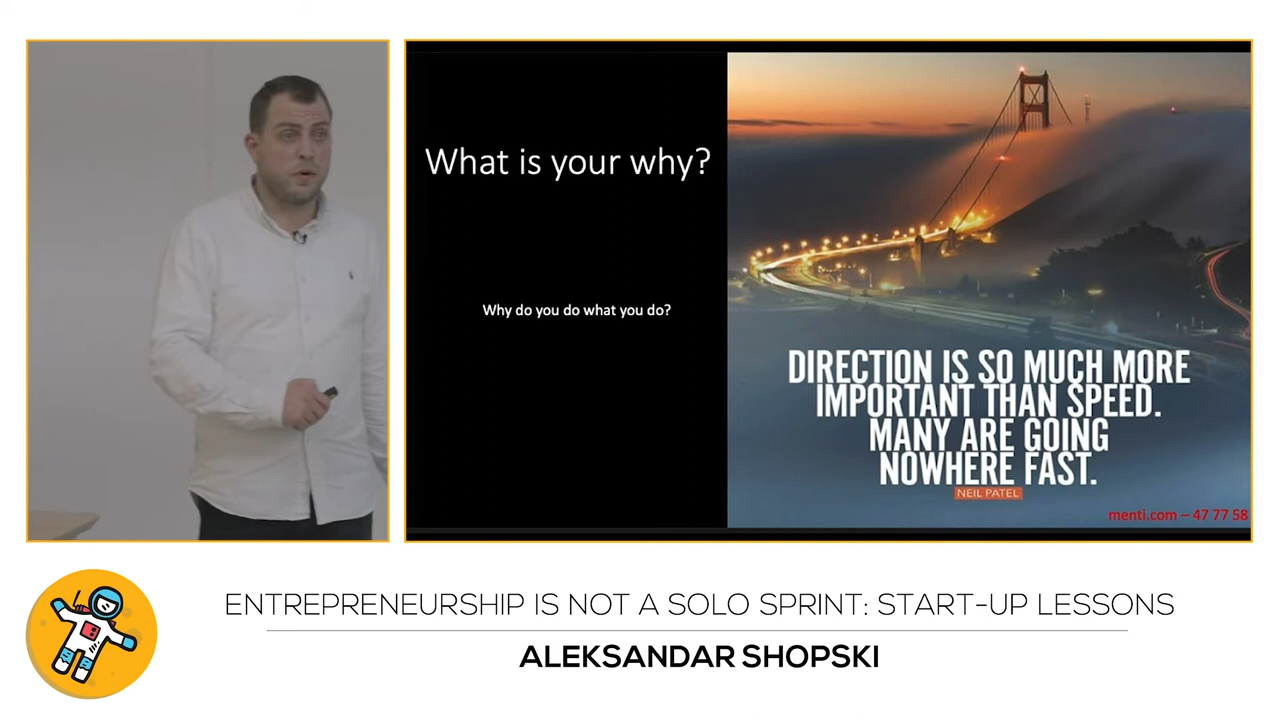 What is your why?
Why do you do what you do?
DIRECTION IS SO MUCH MORE
IMPORTANT THAN SPEED.
MANY ARE GOING
NOWHERE FAST.
NEIL PATEL
menti.com – 47 77 58
ENTREPRENEURSHIP IS NOT A SOLO SPRINT: START-UP LESSONS
ALEKSANDAR SHOPSKI